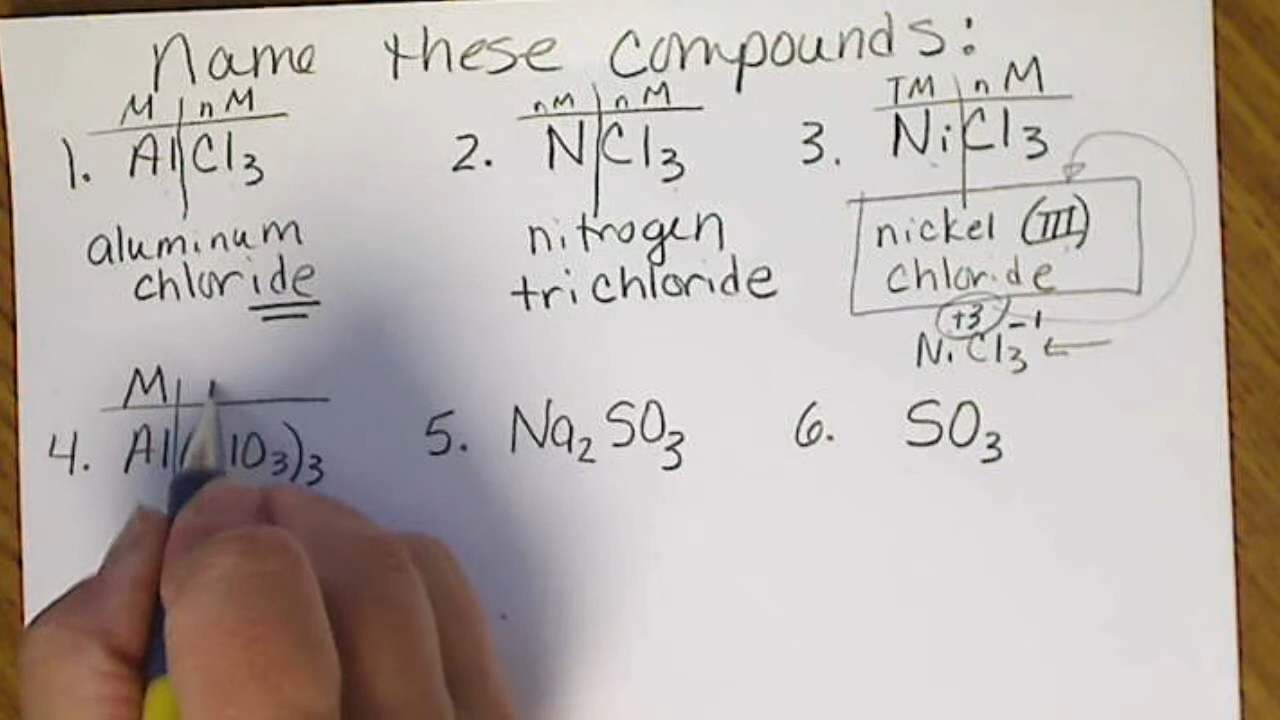 Name these compounds:
M nM
1. AlCl3
aluminum
chloride
nM nM
2. NCl3
nitrogen
trichloride
TM nM
3. NiCl3
nickel (III)
chloride
+3 -1
NiCl3
M
4. Al( lO3)3
5. Na2SO3
6. SO3